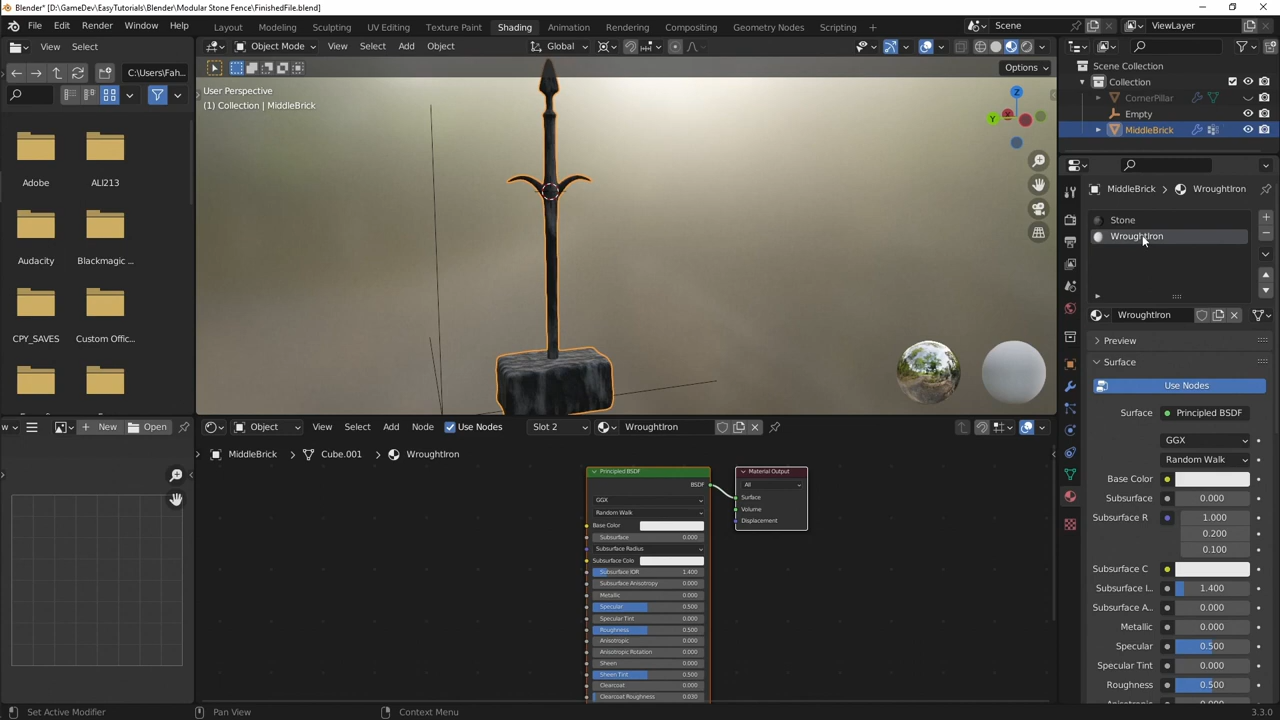 Blender* [D:\GameDev\EasyTutorials\Blender\Modular Stone Fence\FinishedFile.blend]
File Edit Render Window Help Layout Modeling Sculpting UV Editing Texture Paint Shading Animation Rendering Compositing Geometry Nodes Scripting Scene ViewLayer
View Select Object Mode View Select Add Object Global
C:\Users\Fah... Options
Scene Collection
Collection
CornerPillar
Empty
MiddleBrick
User Perspective
(1) Collection | MiddleBrick
Z
Y
X
Adobe ALI213
Audacity Blackmagic ...
CPY_SAVES Custom Offic...
MiddleBrick WroughtIron
Stone
WroughtIron
WroughtIron
Preview
Surface
Use Nodes
Surface Principled BSDF
GGX
Random Walk
Base Color
Subsurface 0.000
Subsurface R 1.000
0.200
0.100
Subsurface C
Subsurface I... 1.400
Subsurface A... 0.000
Metallic 0.000
Specular 0.500
Specular Tint 0.000
Roughness 0.500
Anisotropic 0.000
w New Open Object View Select Add Node Use Nodes Slot 2 WroughtIron
MiddleBrick Cube.001 WroughtIron
Principled BSDF
BSDF
GGX
Random Walk
Base Color
Subsurface 0.000
Subsurface Radius
Subsurface Colo
Subsurface IOR 1.400
Subsurface Anisotropy 0.000
Metallic 0.000
Specular 0.500
Specular Tint 0.000
Roughness 0.500
Anisotropic 0.000
Anisotropic Rotation 0.000
Sheen 0.000
Sheen Tint 0.500
Clearcoat 0.000
Clearcoat Roughness 0.030
Material Output
All
Surface
Volume
Displacement
Set Active Modifier Pan View Context Menu 3.3.0